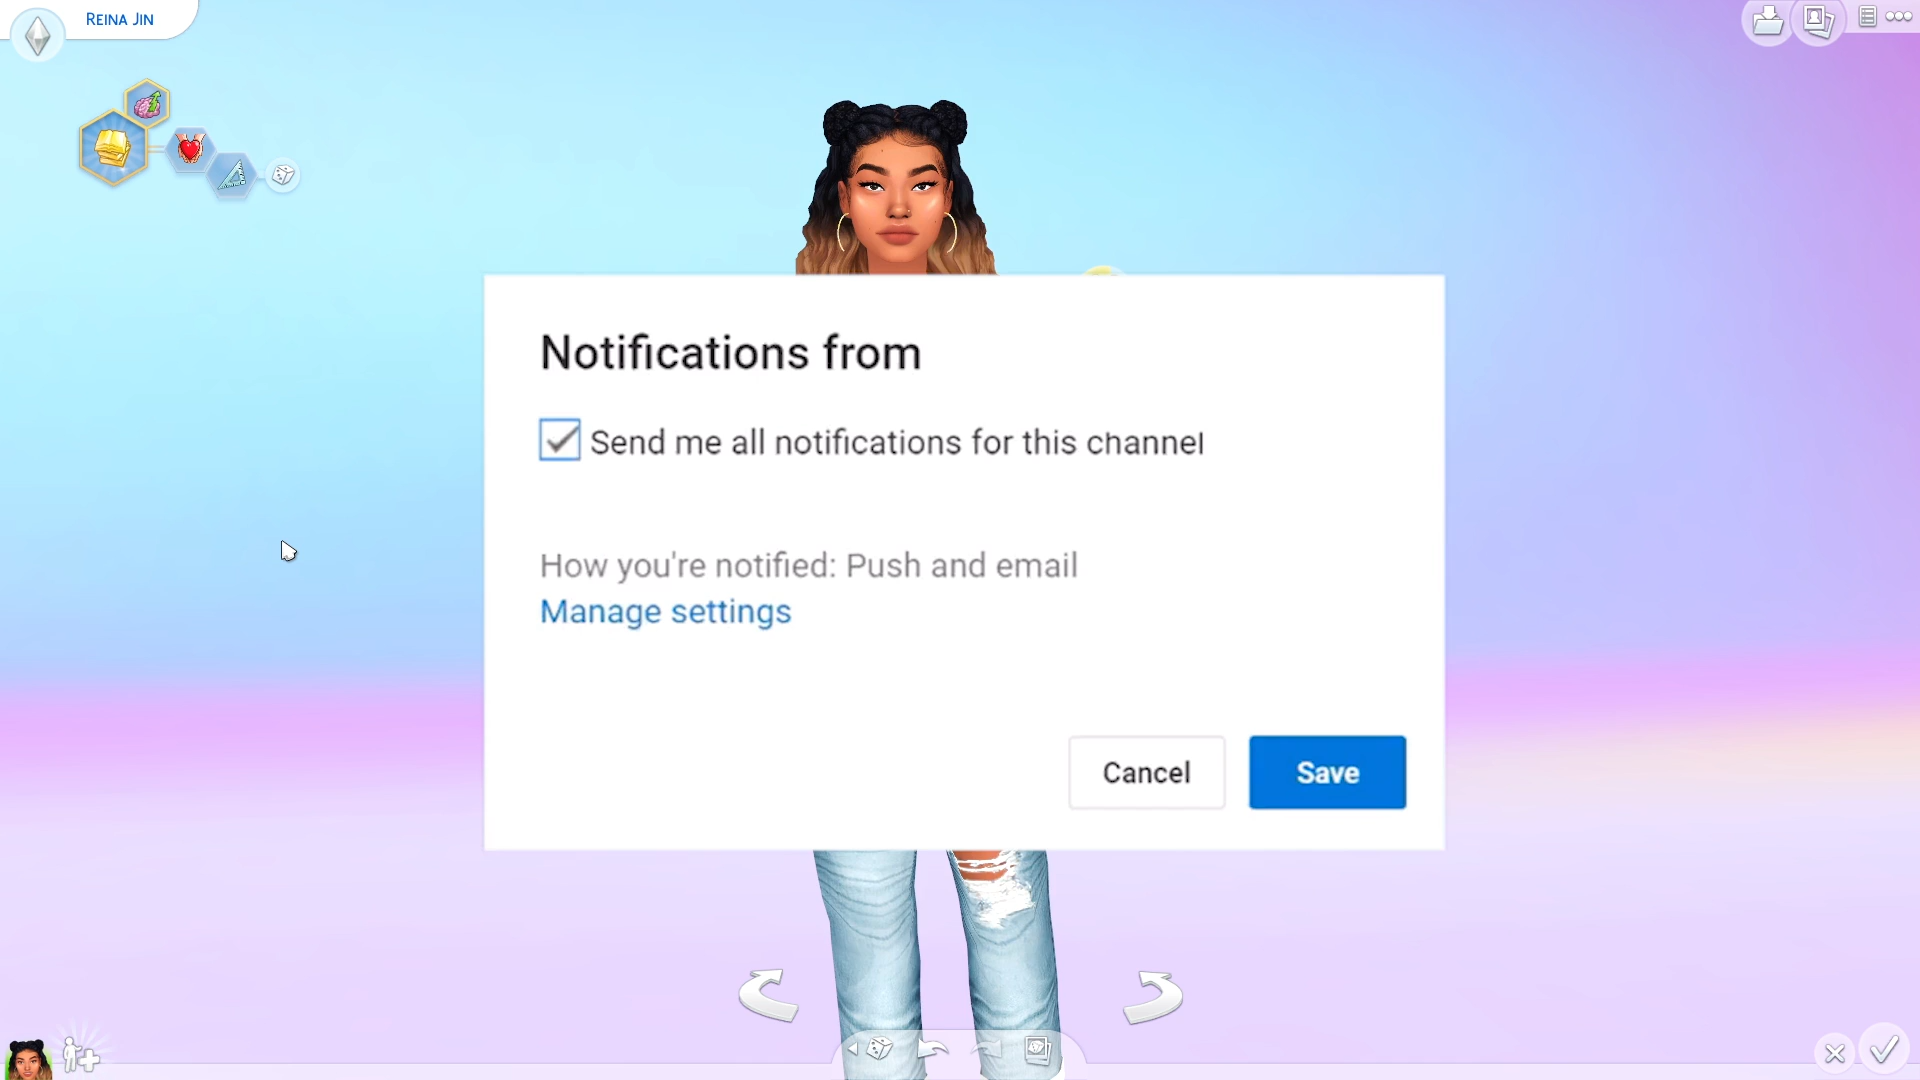 REINA JIN
Notifications from
Send me all notifications for this channel
How you're notified: Push and email
Manage settings
Cancel
Save